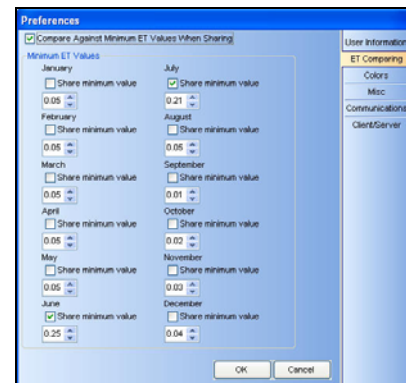 Preferences
Compare Against Minimum ET Values When Sharing
Minimum ET Values
January
Share minimum value
0.05
February
Share minimum value
0.05
March
Share minimum value
0.05
April
Share minimum value
0.05
May
Share minimum value
0.05
June
Share minimum value
0.25
July
Share minimum value
0.21
August
Share minimum value
0.05
September
Share minimum value
0.01
October
Share minimum value
0.02
November
Share minimum value
0.03
December
Share minimum value
0.04
User Information
ET Comparing
Colors
Misc
Communications
Client/Server
OK
Cancel